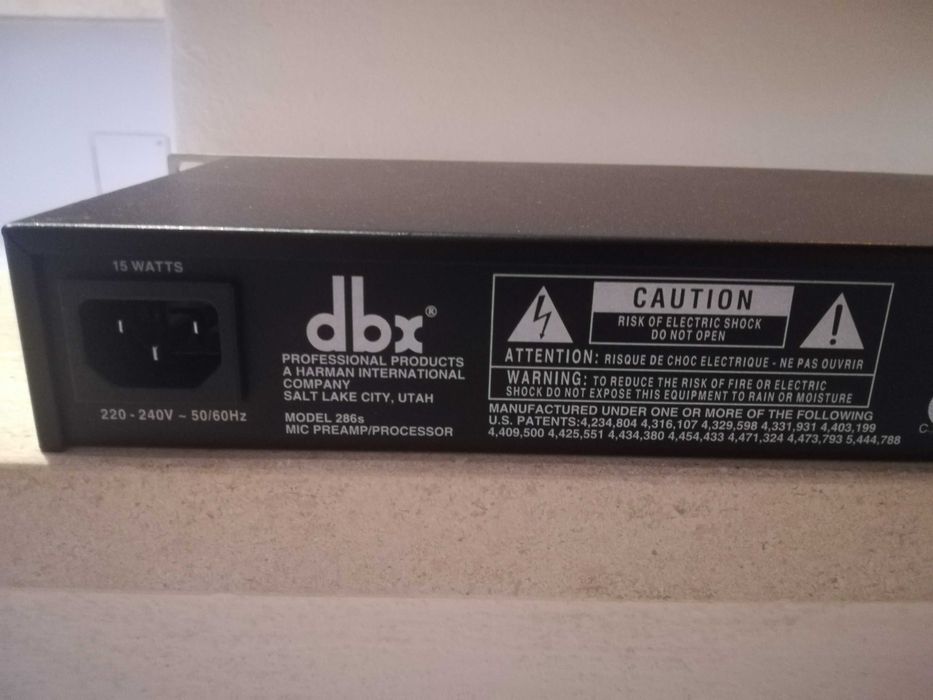 15 WATTS
220 - 240V ~ 50/60Hz
dbx®
PROFESSIONAL PRODUCTS
A HARMAN INTERNATIONAL
COMPANY
SALT LAKE CITY, UTAH
MODEL 286s
MIC PREAMP/PROCESSOR
CAUTION
RISK OF ELECTRIC SHOCK
DO NOT OPEN
ATTENTION: RISQUE DE CHOC ELECTRIQUE - NE PAS OUVRIR
WARNING: TO REDUCE THE RISK OF FIRE OR ELECTRIC
SHOCK DO NOT EXPOSE THIS EQUIPMENT TO RAIN OR MOISTURE
MANUFACTURED UNDER ONE OR MORE OF THE FOLLOWING
U.S. PATENTS:4,234,804 4,316,107 4,329,598 4,331,931 4,403,199
4,409,500 4,425,551 4,434,380 4,454,433 4,471,324 4,473,793 5,444,788